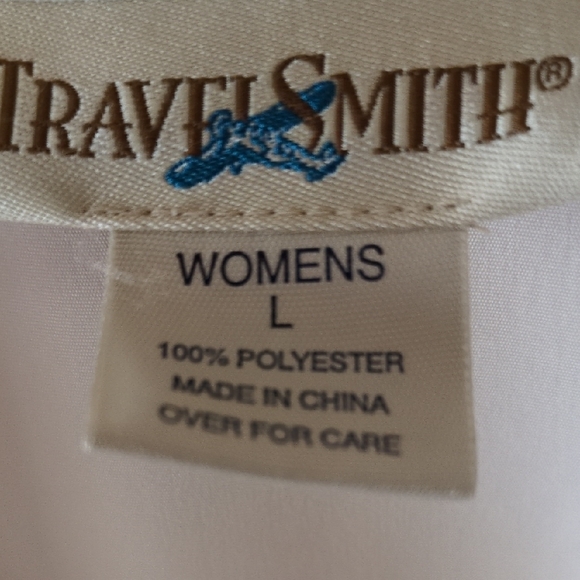 TRAVELSMITH®
WOMENS
L
100% POLYESTER
MADE IN CHINA
OVER FOR CARE